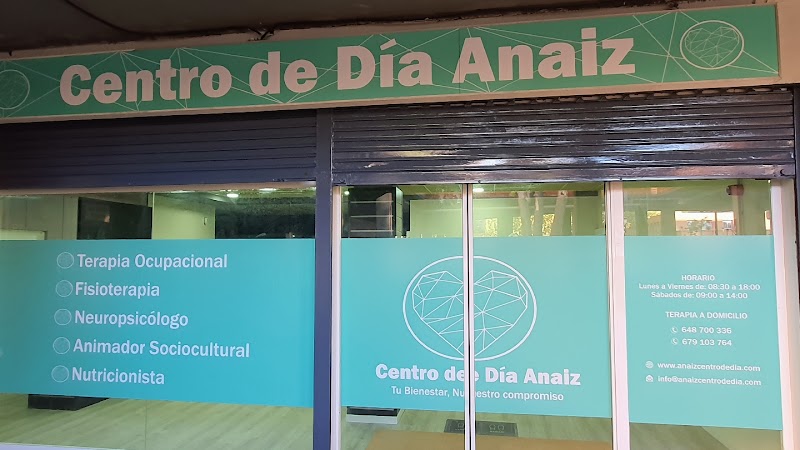 Centro de Día Anaiz
Terapia Ocupacional
Fisioterapia
Neuropsicólogo
Animador Sociocultural
Nutricionista
Centro dee Día Anaiz
Tu Bienestar, Nuuestro compromiso
HORARIO
Lunes a Viernes de: 08:30 a 18:00
Sábados de: 09:00 a 14:00
TERAPIA A DOMICILIO
648 700 336
679 103 764
www.anaizcentrodedia.com
info@anaizcentrodedia.com